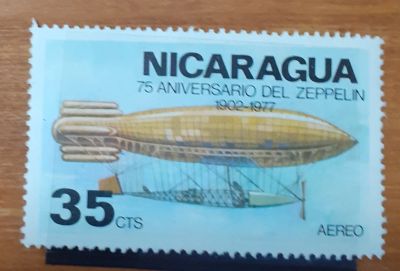 NICARAGUA
75 ANIVERSARIO DEL ZEPPELIN
1902-1977
35 CTS
AEREO